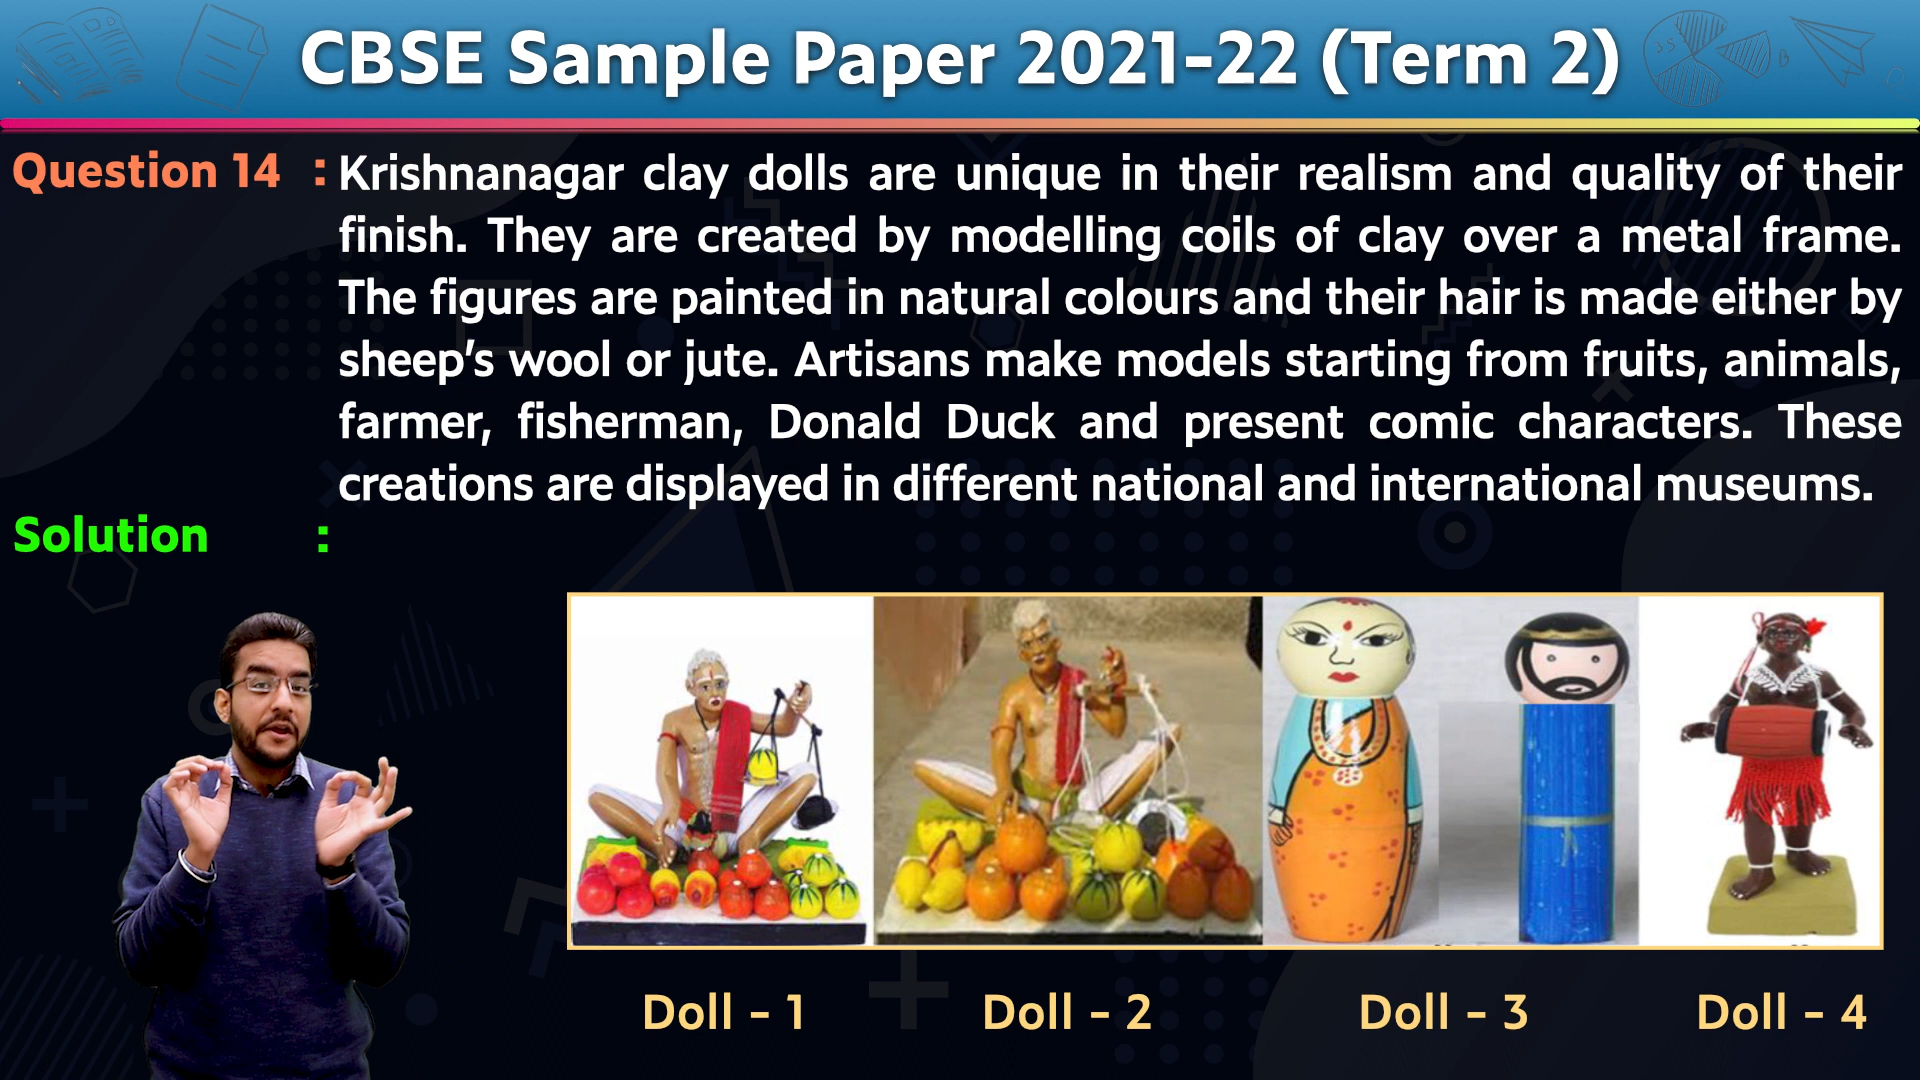 CBSE Sample Paper 2021-22 (Term 2)
Question 14 : Krishnanagar clay dolls are unique in their realism and quality of their
finish. They are created by modelling coils of clay over a metal frame.
The figures are painted in natural colours and their hair is made either by
sheep's wool or jute. Artisans make models starting from fruits, animals,
farmer, fisherman, Donald Duck and present comic characters. These
creations are displayed in different national and international museums.
Solution :
Doll - 1 Doll - 2 Doll - 3 Doll - 4